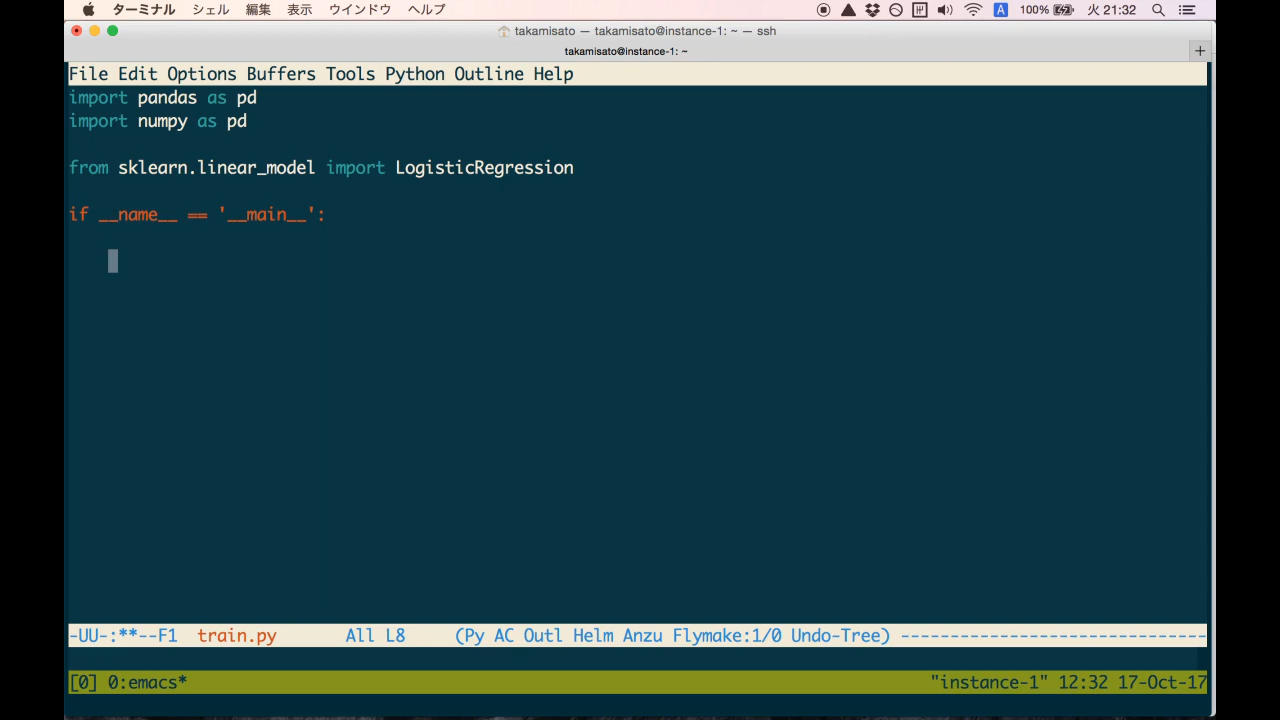 ターミナル シェル 編集 表示 ウインドウ ヘルプ 100% 火 21:32
takamisato — takamisato@instance-1: ~ — ssh
takamisato@instance-1: ~
File Edit Options Buffers Tools Python Outline Help
import pandas as pd
import numpy as pd
from sklearn.linear_model import LogisticRegression
if __name__ == '__main__':
-UU-:**--F1 train.py All L8 (Py AC Outl Helm Anzu Flymake:1/0 Undo-Tree) -------------------------------
[0] 0:emacs* "instance-1" 12:32 17-Oct-17